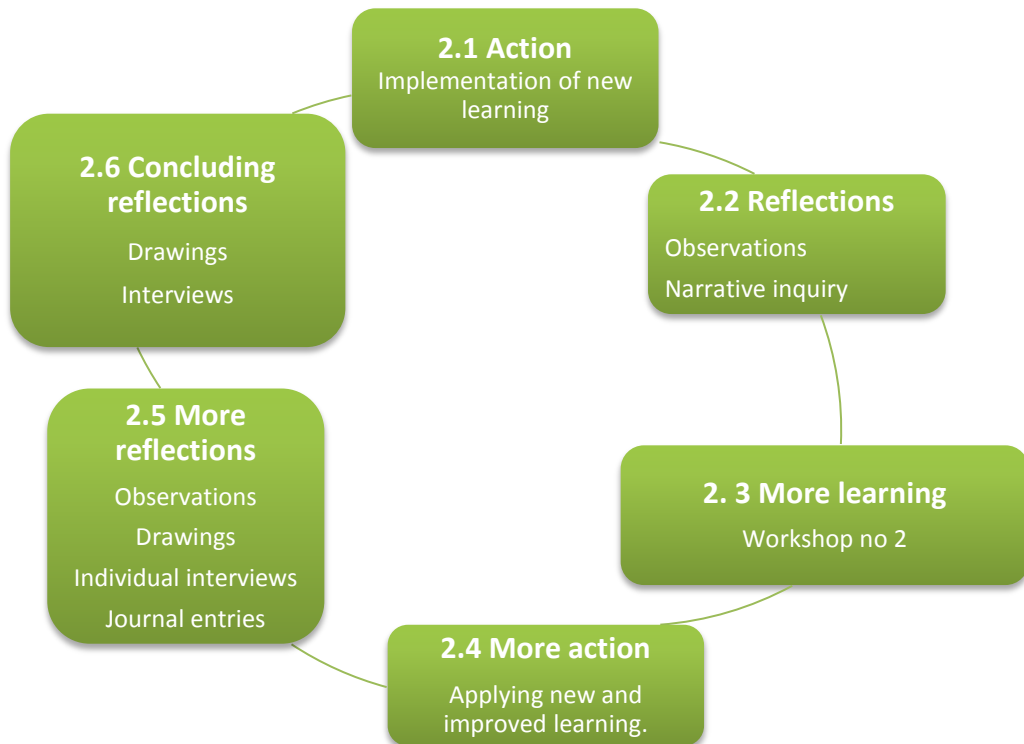 2.1 Action
Implementation of new
learning
2.2 Reflections
Observations
Narrative inquiry
2. 3 More learning
Workshop no 2
2.4 More action
Applying new and
improved learning.
2.5 More
reflections
Observations
Drawings
Individual interviews
Journal entries
2.6 Concluding
reflections
Drawings
Interviews